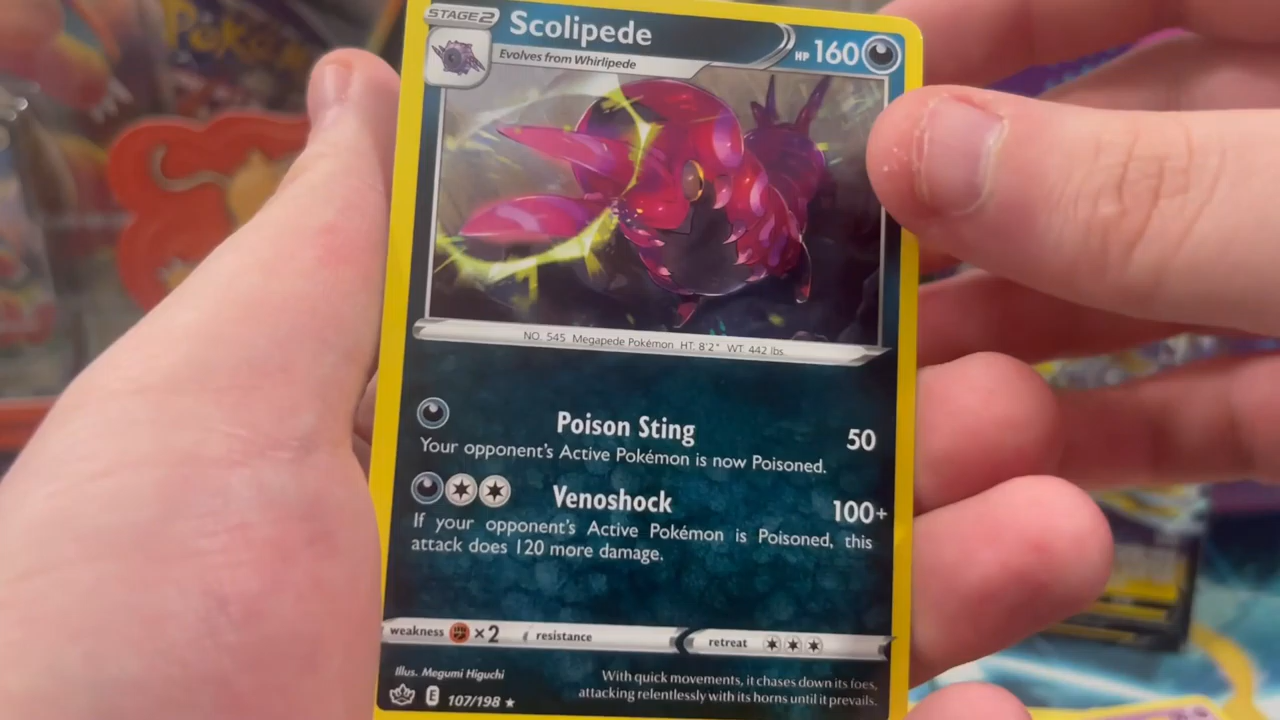 Pokémon
STAGE 2
Scolipede
HP 160
Evolves from Whirlipede
NO. 545 Megapede Pokémon HT: 8'2" WT: 442 lbs.
Poison Sting 50
Your opponent's Active Pokémon is now Poisoned.
Venoshock 100+
If your opponent's Active Pokémon is Poisoned, this
attack does 120 more damage.
weakness ×2 resistance retreat
Illus. Megumi Higuchi
With quick movements, it chases down its foes,
attacking relentlessly with its horns until it prevails.
E 107/198 ★